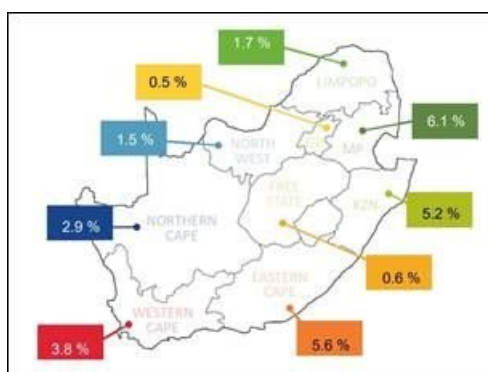 1.7 %
LIMPOPO
0.5 %
6.1 %
1.5 %
NORTH
WEST
MP
FREE
STATE
KZN
5.2 %
2.9 %
NORTHERN
CAPE
0.6 %
EASTERN
CAPE
WESTERN
CAPE
3.8 %
5.6 %